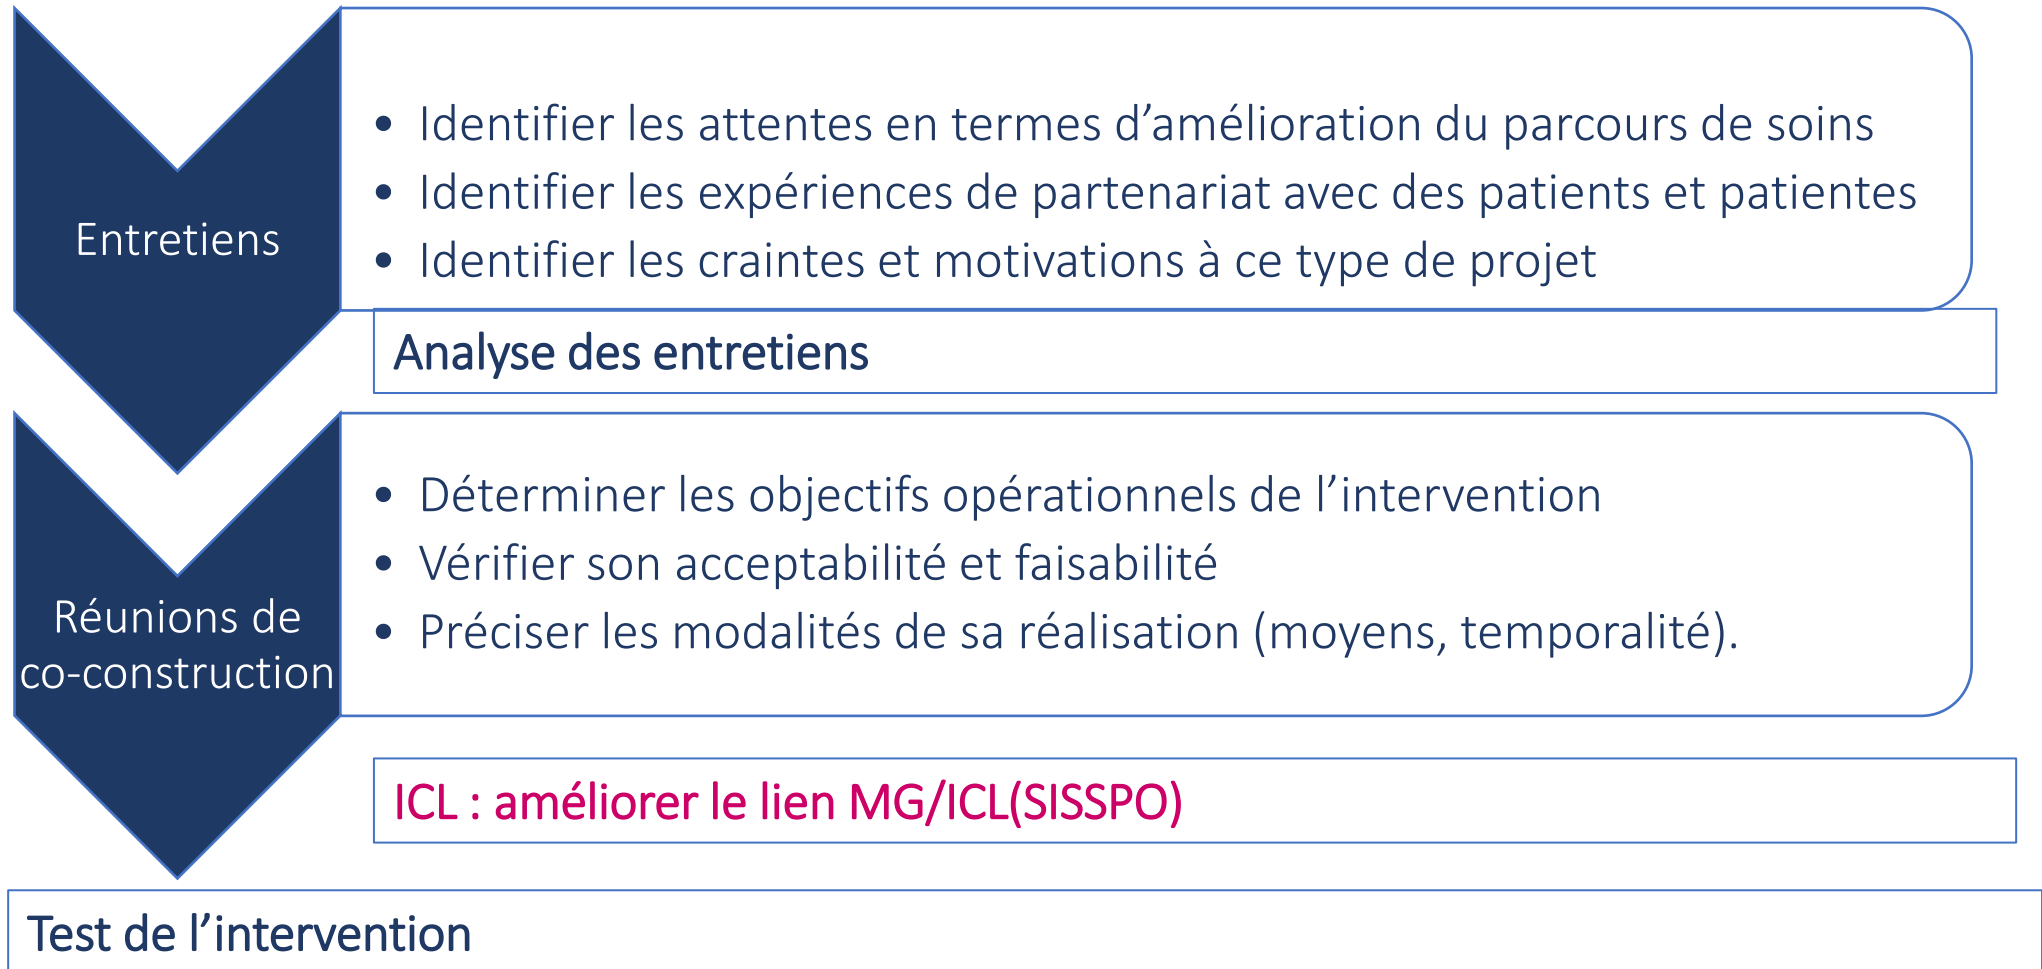 Entretiens
• Identifier les attentes en termes d’amélioration du parcours de soins
• Identifier les expériences de partenariat avec des patients et patientes
• Identifier les craintes et motivations à ce type de projet
Analyse des entretiens
Réunions de
co-construction
• Déterminer les objectifs opérationnels de l’intervention
• Vérifier son acceptabilité et faisabilité
• Préciser les modalités de sa réalisation (moyens, temporalité).
ICL : améliorer le lien MG/ICL(SISSPO)
Test de l’intervention